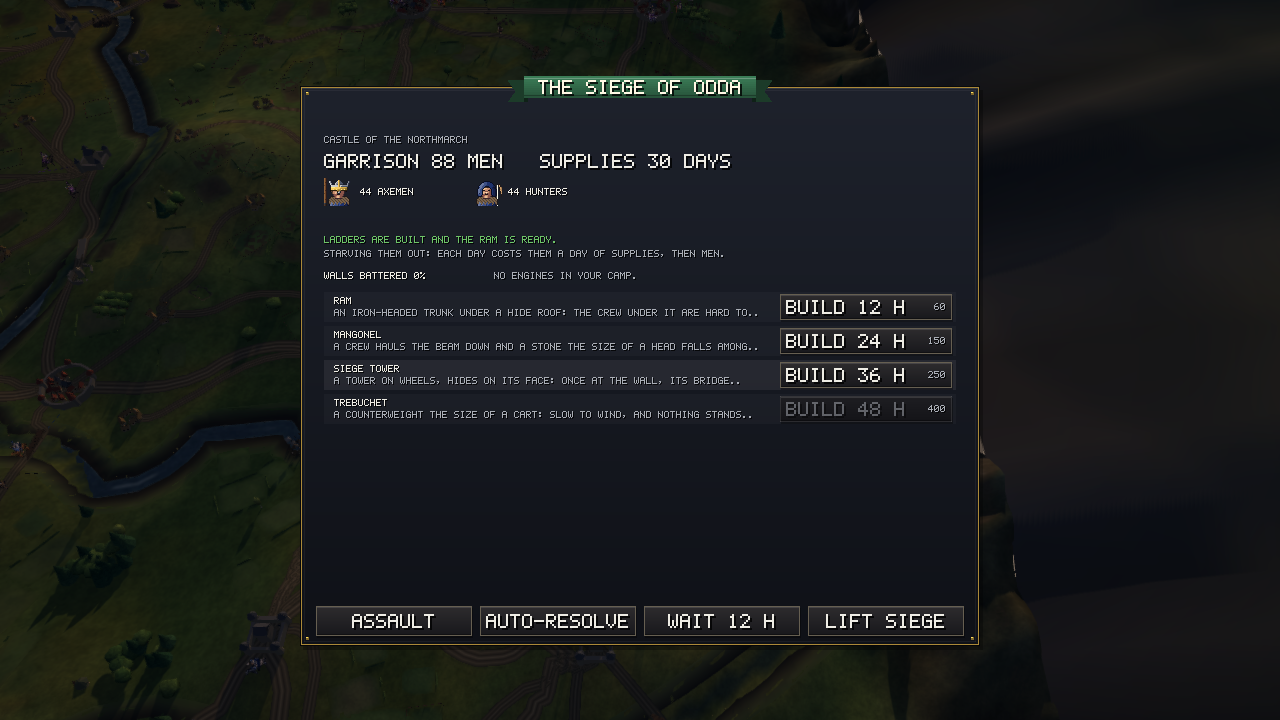 THE SIEGE OF ODDA
CASTLE OF THE NORTHMARCH
GARRISON 88 MEN SUPPLIES 30 DAYS
44 AXEMEN 44 HUNTERS
LADDERS ARE BUILT AND THE RAM IS READY.
STARVING THEM OUT: EACH DAY COSTS THEM A DAY OF SUPPLIES, THEN MEN.
WALLS BATTERED 0% NO ENGINES IN YOUR CAMP.
RAM
AN IRON-HEADED TRUNK UNDER A HIDE ROOF: THE CREW UNDER IT ARE HARD TO..
BUILD 12 H 60
MANGONEL
A CREW HAULS THE BEAM DOWN AND A STONE THE SIZE OF A HEAD FALLS AMONG..
BUILD 24 H 150
SIEGE TOWER
A TOWER ON WHEELS, HIDES ON ITS FACE: ONCE AT THE WALL, ITS BRIDGE..
BUILD 36 H 250
TREBUCHET
A COUNTERWEIGHT THE SIZE OF A CART: SLOW TO WIND, AND NOTHING STANDS..
BUILD 48 H 400
ASSAULT AUTO-RESOLVE WAIT 12 H LIFT SIEGE